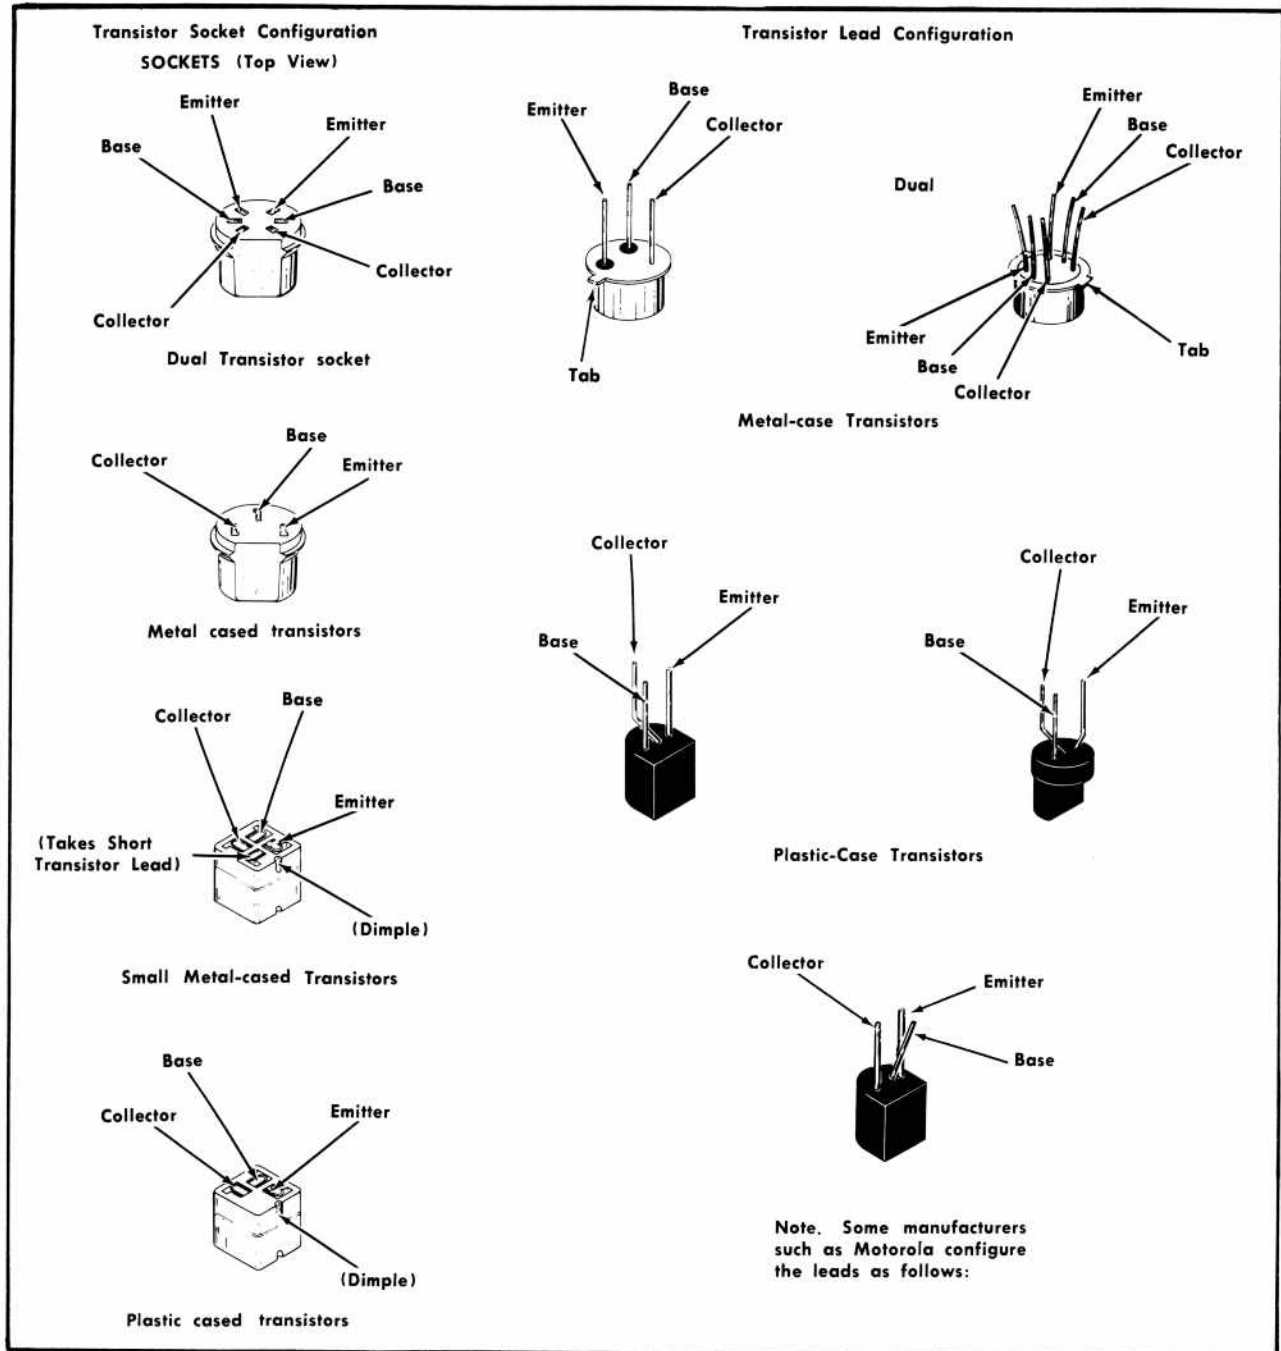 Transistor Socket Configuration
SOCKETS (Top View)
Emitter
Emitter
Base
Base
Collector
Collector
Dual Transistor socket
Base
Collector
Emitter
Metal cased transistors
Base
Collector
Emitter
(Takes Short
Transistor Lead)
(Dimple)
Small Metal-cased Transistors
Base
Collector
Emitter
(Dimple)
Plastic cased transistors
Transistor Lead Configuration
Base
Emitter
Collector
Tab
Emitter
Base
Collector
Dual
Emitter
Base
Collector
Tab
Metal-case Transistors
Collector
Emitter
Base
Collector
Emitter
Base
Plastic-Case Transistors
Collector
Emitter
Base
Note. Some manufacturers
such as Motorola configure
the leads as follows: